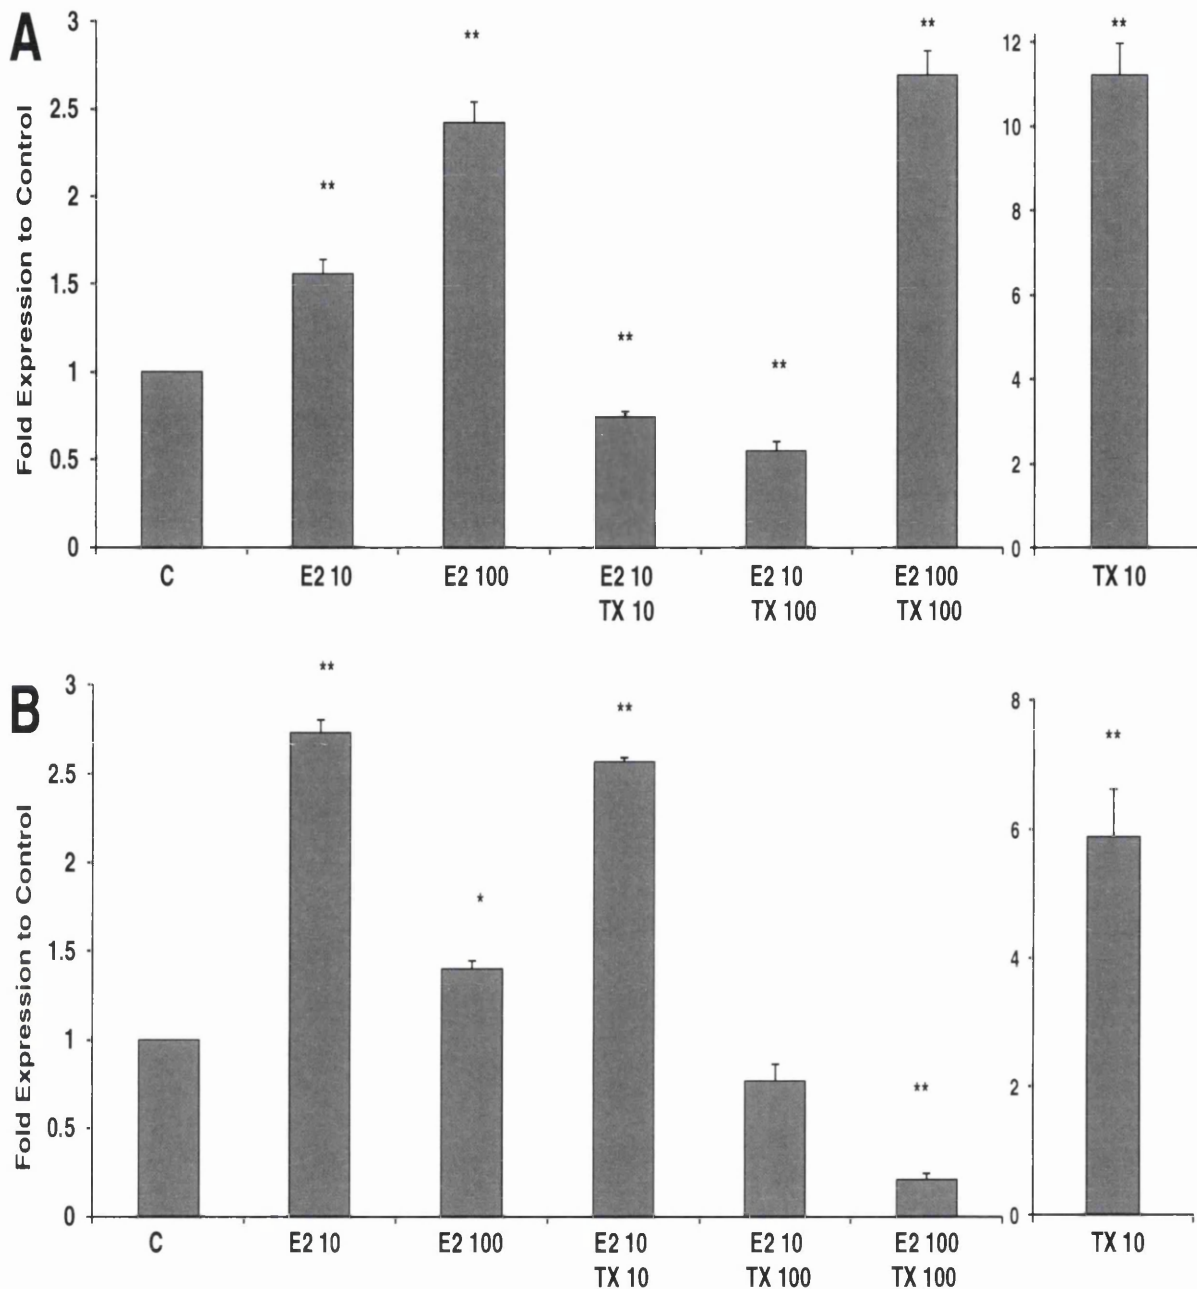 A
Fold Expression to Control
3
2.5
2
1.5
1
0.5
0
** ** ** ** ** **
12
10
8
6
4
2
0
C E2 10 E2 100 E2 10 E2 10 E2 100 TX 10
TX 10 TX 100 TX 100
B
Fold Expression to Control
3
2.5
2
1.5
1
0.5
0
** * ** ** **
8
6
4
2
0
C E2 10 E2 100 E2 10 E2 10 E2 100 TX 10
TX 10 TX 100 TX 100